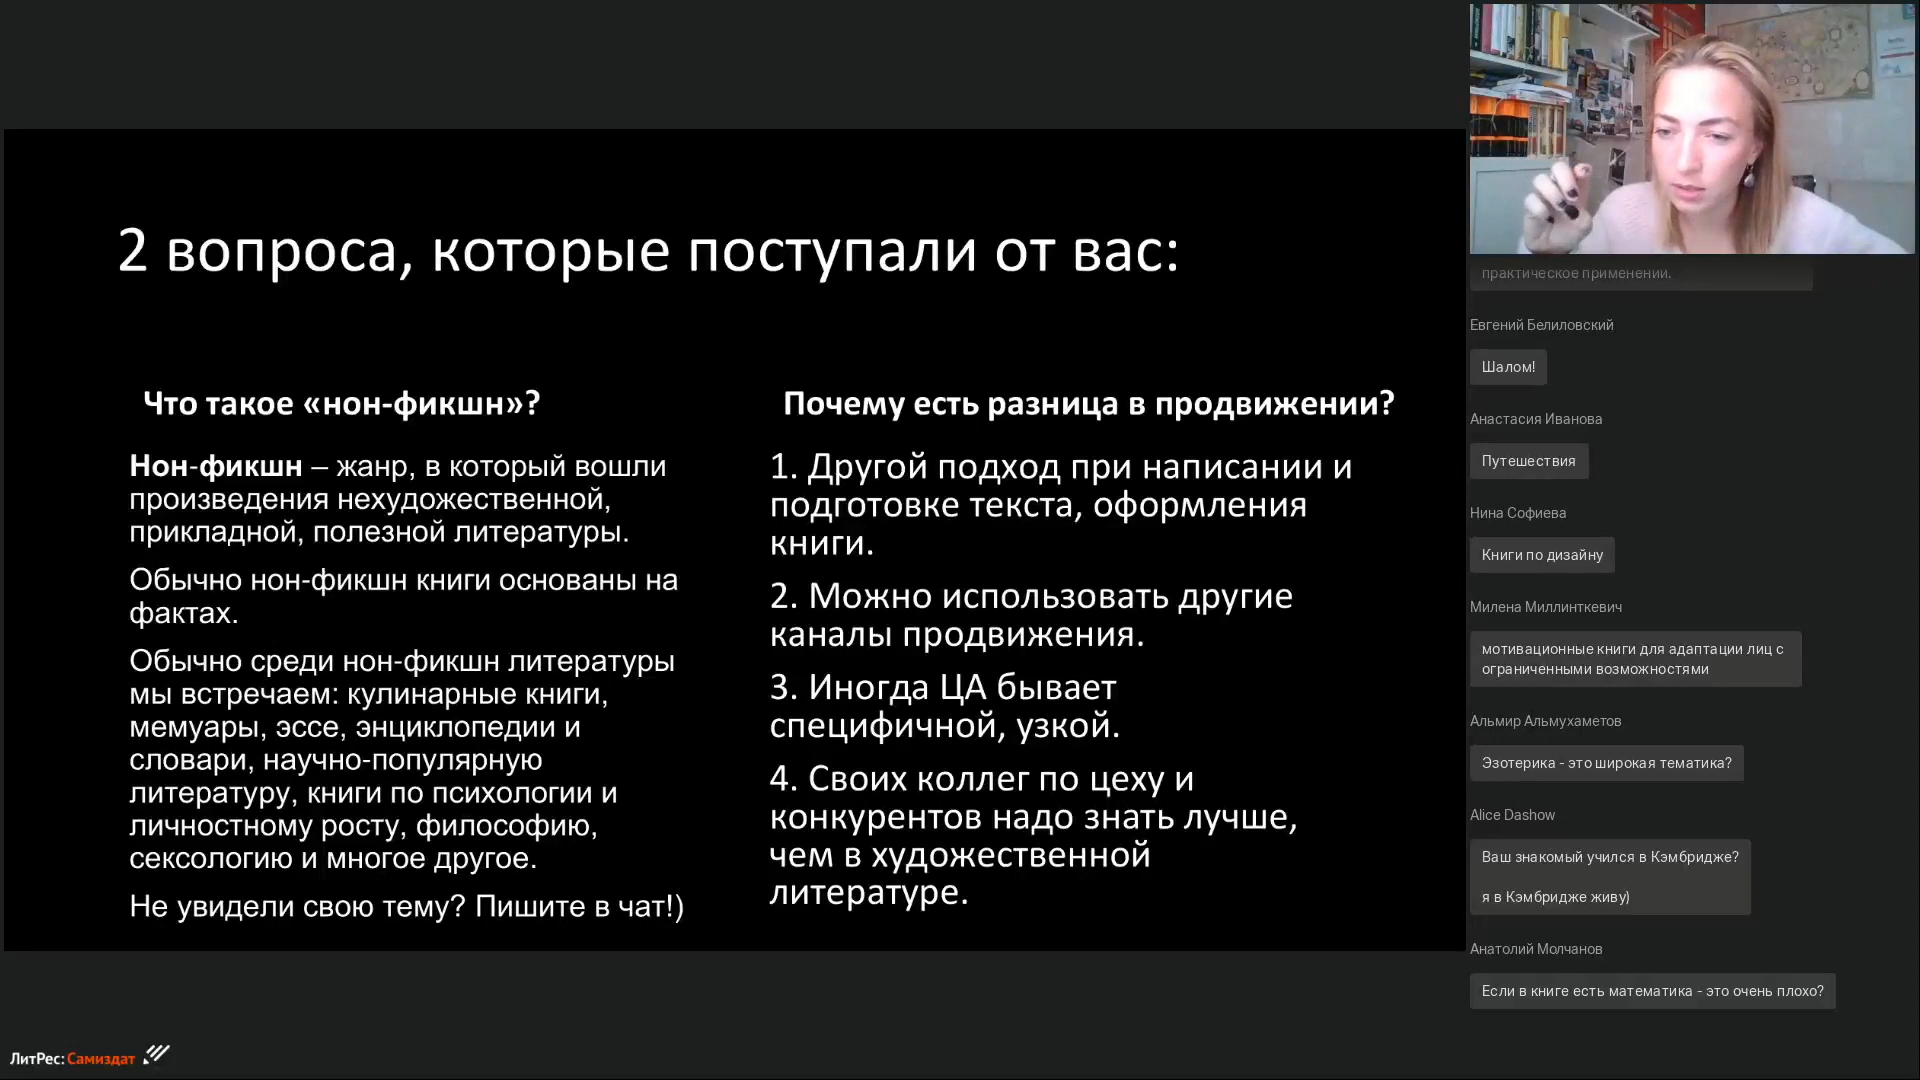 2 вопроса, которые поступали от вас:
Что такое «нон-фикшн»?
Нон-фикшн – жанр, в который вошли
произведения нехудожественной,
прикладной, полезной литературы.
Обычно нон-фикшн книги основаны на
фактах.
Обычно среди нон-фикшн литературы
мы встречаем: кулинарные книги,
мемуары, эссе, энциклопедии и
словари, научно-популярную
литературу, книги по психологии и
личностному росту, философию,
сексологию и многое другое.
Не увидели свою тему? Пишите в чат!)
Почему есть разница в продвижении?
1. Другой подход при написании и
подготовке текста, оформления
книги.
2. Можно использовать другие
каналы продвижения.
3. Иногда ЦА бывает
специфичной, узкой.
4. Своих коллег по цеху и
конкурентов надо знать лучше,
чем в художественной
литературе.
практическое применении.
Евгений Белиловский
Шалом!
Анастасия Иванова
Путешествия
Нина Софиева
Книги по дизайну
Милена Миллинткевич
мотивационные книги для адаптации лиц с
ограниченными возможностями
Альмир Альмухаметов
Эзотерика - это широкая тематика?
Alice Dashow
Ваш знакомый учился в Кэмбридже?
я в Кэмбридже живу)
Анатолий Молчанов
Если в книге есть математика - это очень плохо?
ЛитРес: Самиздат